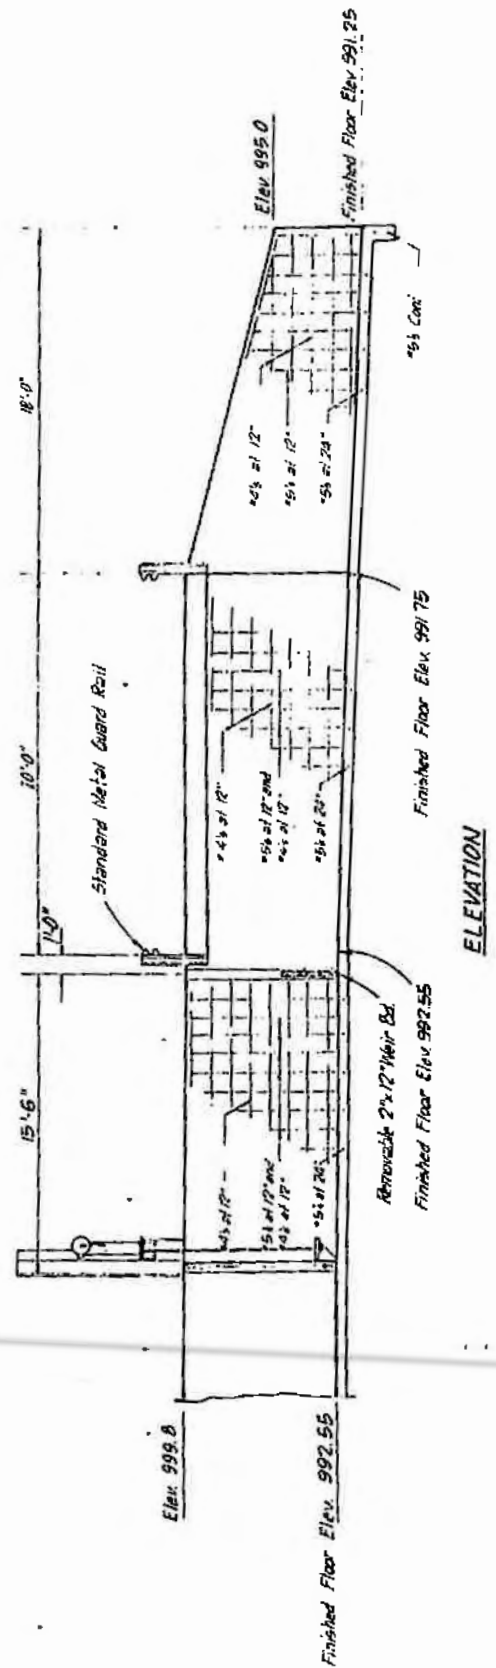 15'-6"
1'-0"
10'-0"
18'-0"
Standard Metal Guard Rail
Elev. 999.8
Elev. 995.0
#4's at 12"
#5's at 12" and
#4's at 12"
#5's at 24"
#4's at 12"
#5's at 12" and
#4's at 12"
#5's at 24"
#4's at 12"
#5's at 12"
#5's at 24"
#5's Cont.
Finished Floor Elev. 992.55
Removable 2"x12" Weir Bd.
Finished Floor Elev. 992.55
Finished Floor Elev. 991.75
Finished Floor Elev. 991.25
ELEVATION